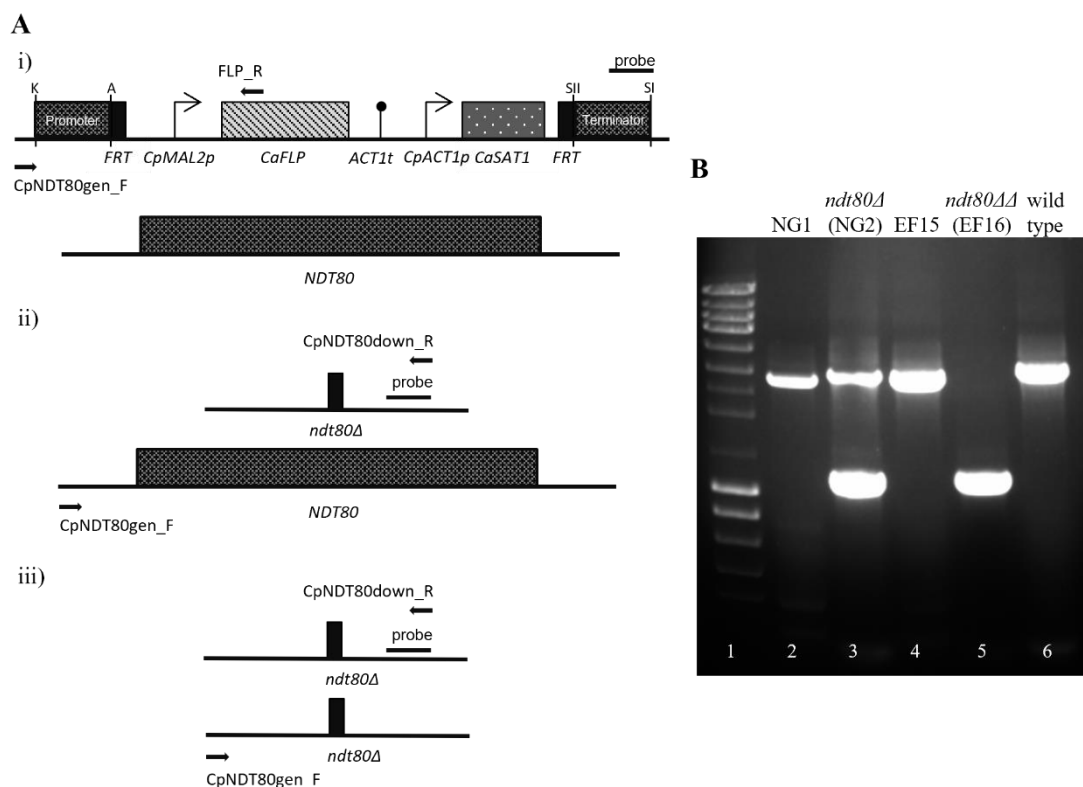 A
i)
FLP_R
probe
K A SII SI
Promoter Terminator
FRT CpMAL2p CaFLP ACT1t CpACT1p CaSAT1 FRT
CpNDT80gen_F
NDT80
ii)
CpNDT80down_R
probe
ndt80Δ
NDT80
CpNDT80gen_F
iii)
CpNDT80down_R
probe
ndt80Δ
ndt80Δ
CpNDT80gen_F
B
ndt80Δ ndt80ΔΔ wild
NG1 (NG2) EF15 (EF16) type
1 2 3 4 5 6